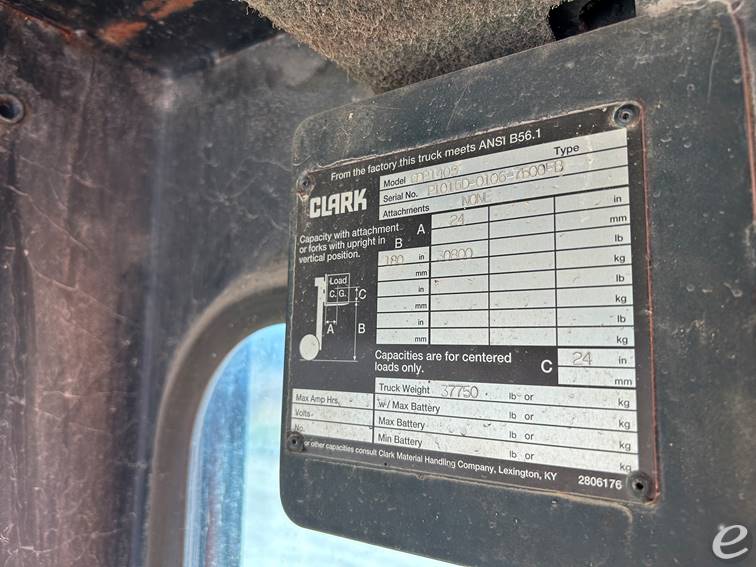 From the factory this truck meets ANSI B56.1
CLARK
Model Type
Serial No. P1015D-0106-7600FB
Attachments NONE
Capacity with attachment
or forks with upright in
vertical position.
A 24 in
mm
B 180 in 30800 lb
mm kg
in lb
mm kg
in lb
mm kg
Load
C. G.
C
A
B
Capacities are for centered
loads only.
C 24 in
mm
Truck Weight 37750 lb or kg
Max Amp Hrs. w/ Max Battery lb or kg
Volts Max Battery lb or kg
No. Min Battery lb or kg
or other capacities consult Clark Material Handling Company, Lexington, KY 2806176
e